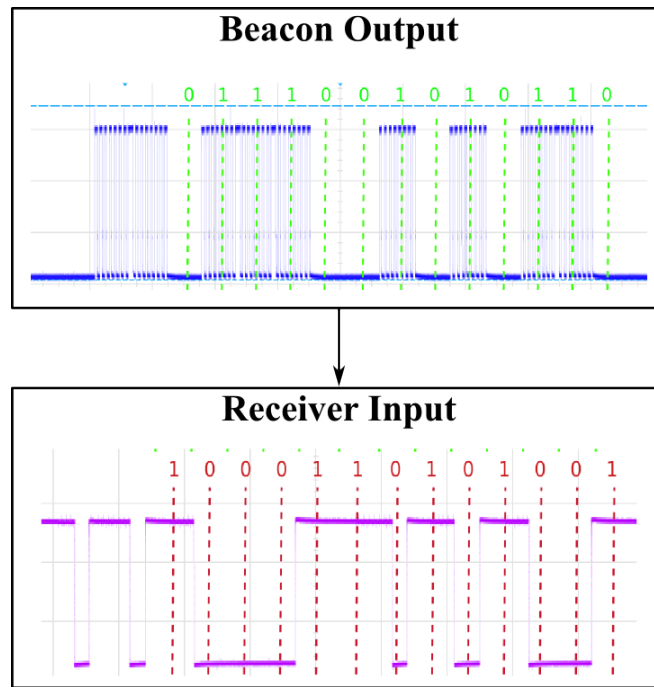 Beacon Output
0 1 1 1 0 0 1 0 1 0 1 1 0
Receiver Input
1 0 0 0 1 1 0 1 0 1 0 0 1